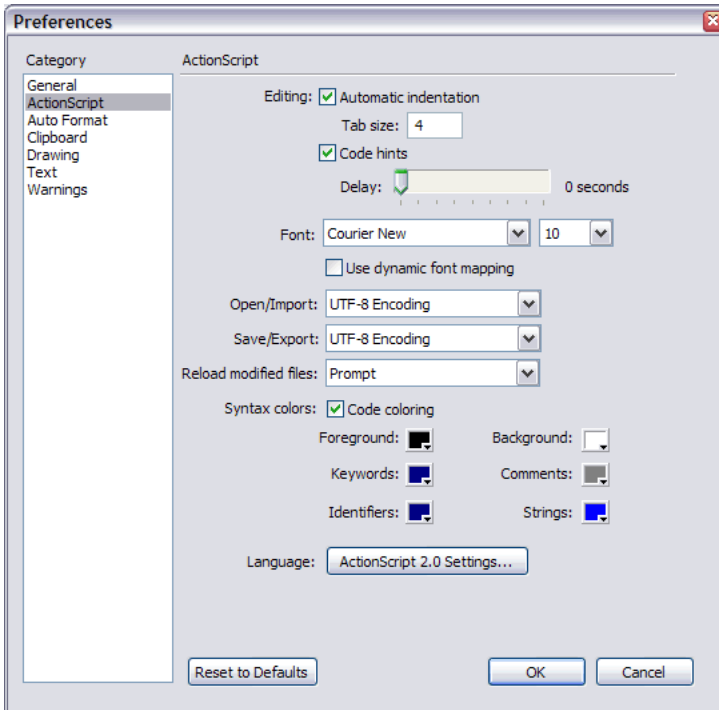 Preferences
Category
General
ActionScript
Auto Format
Clipboard
Drawing
Text
Warnings
ActionScript
Editing: Automatic indentation
Tab size: 4
Code hints
Delay: 0 seconds
Font: Courier New 10
Use dynamic font mapping
Open/Import: UTF-8 Encoding
Save/Export: UTF-8 Encoding
Reload modified files: Prompt
Syntax colors: Code coloring
Foreground: Background:
Keywords: Comments:
Identifiers: Strings:
Language: ActionScript 2.0 Settings...
Reset to Defaults OK Cancel